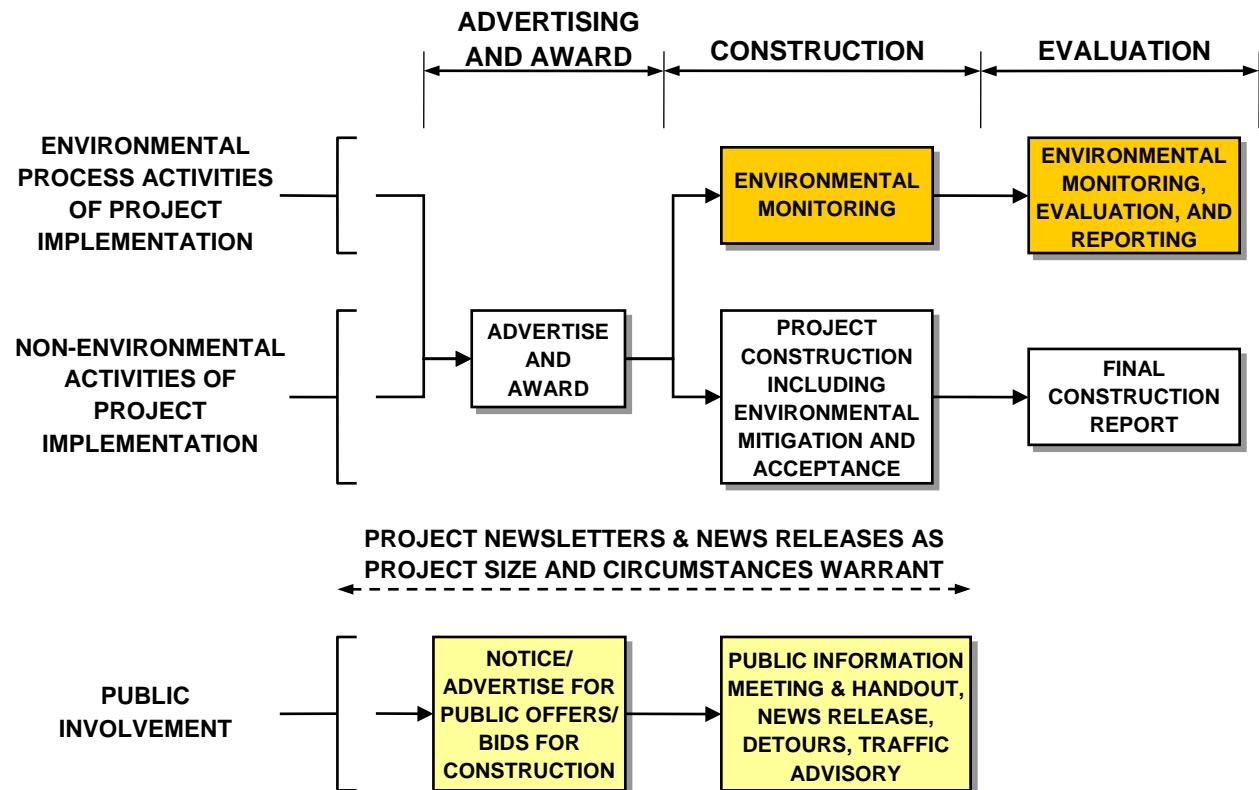 ADVERTISING
AND AWARD
CONSTRUCTION
EVALUATION
ENVIRONMENTAL
PROCESS ACTIVITIES
OF PROJECT
IMPLEMENTATION
ENVIRONMENTAL
MONITORING
ENVIRONMENTAL
MONITORING,
EVALUATION, AND
REPORTING
NON-ENVIRONMENTAL
ACTIVITIES OF
PROJECT
IMPLEMENTATION
ADVERTISE
AND
AWARD
PROJECT
CONSTRUCTION
INCLUDING
ENVIRONMENTAL
MITIGATION AND
ACCEPTANCE
FINAL
CONSTRUCTION
REPORT
PROJECT NEWSLETTERS & NEWS RELEASES AS
PROJECT SIZE AND CIRCUMSTANCES WARRANT
PUBLIC
INVOLVEMENT
NOTICE/
ADVERTISE FOR
PUBLIC OFFERS/
BIDS FOR
CONSTRUCTION
PUBLIC INFORMATION
MEETING & HANDOUT,
NEWS RELEASE,
DETOURS, TRAFFIC
ADVISORY